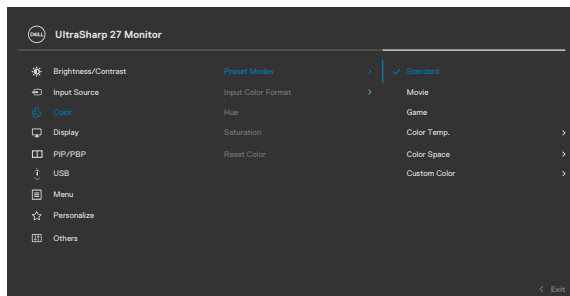 DELL UltraSharp 27 Monitor
Brightness/Contrast Preset Modes > ✓ Standard
Input Source Input Color Format > Movie
Color Hue Game
Display Saturation Color Temp. >
PIP/PBP Reset Color Color Space >
USB Custom Color >
Menu
Personalize
Others
< Exit